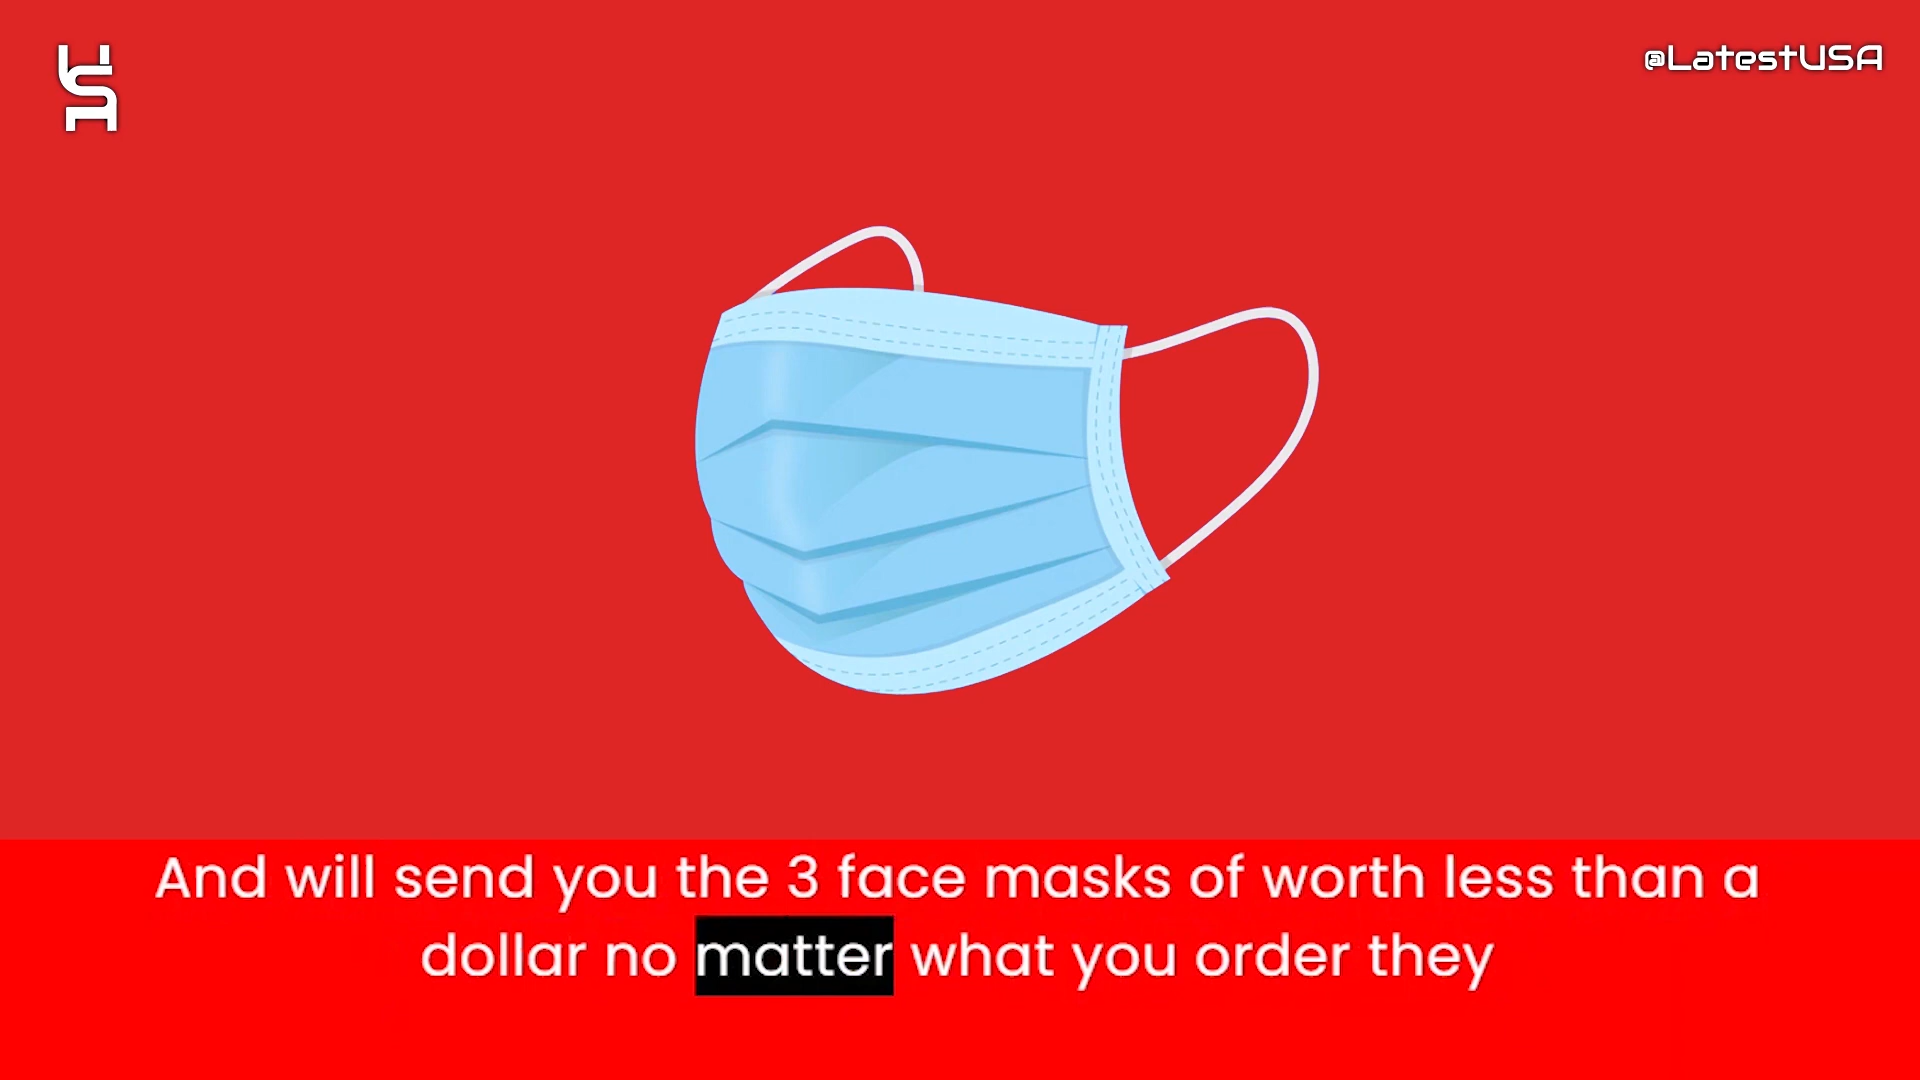 USA
@LatestUSA
And will send you the 3 face masks of worth less than a
dollar no matter what you order they